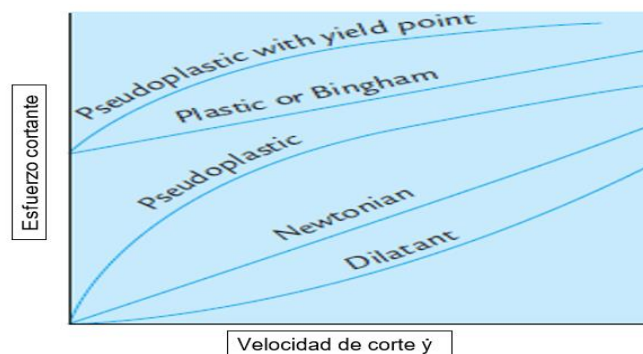 Pseudoplastic with yield point
Plastic or Bingham
Pseudoplastic
Newtonian
Dilatant
Esfuerzo cortante
Velocidad de corte γ̇